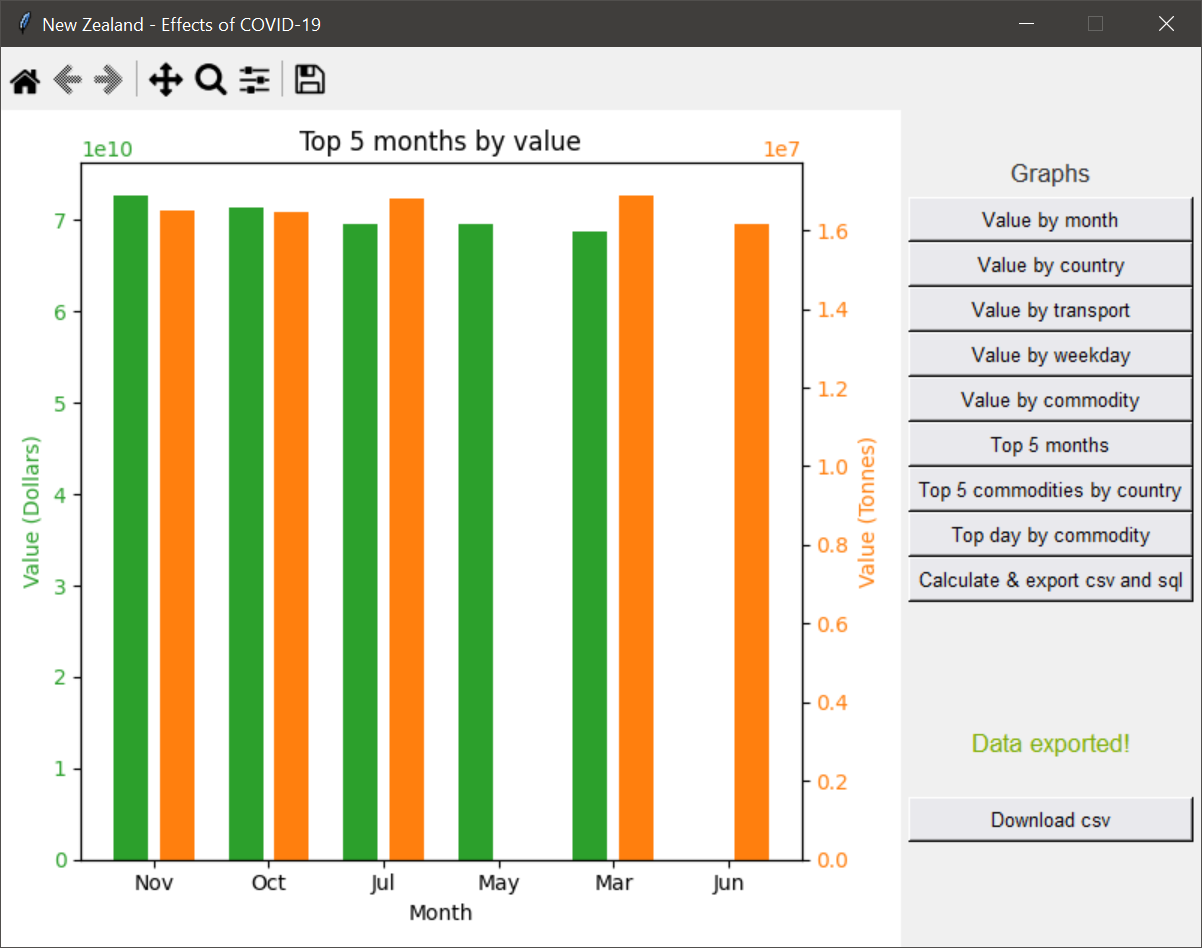 New Zealand - Effects of COVID-19
Top 5 months by value
1e10
1e7
7
6
5
4
3
2
1
0
Value (Dollars)
1.6
1.4
1.2
1.0
0.8
0.6
0.4
0.2
0.0
Value (Tonnes)
Nov Oct Jul May Mar Jun
Month
Graphs
Value by month
Value by country
Value by transport
Value by weekday
Value by commodity
Top 5 months
Top 5 commodities by country
Top day by commodity
Calculate & export csv and sql
Data exported!
Download csv